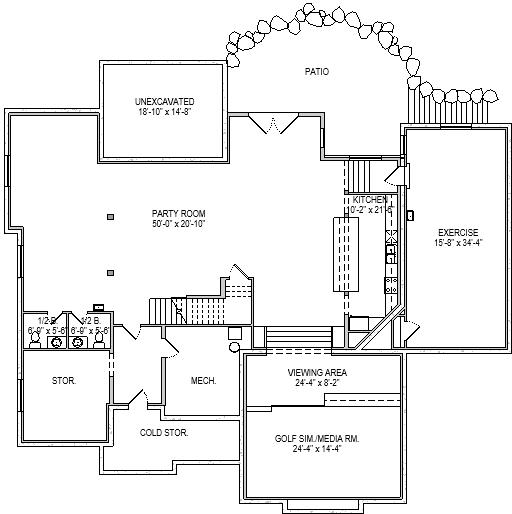 PATIO
UNEXCAVATED
18'-10" x 14'-8"
KITCHEN
10'-2" x 21'-6"
PARTY ROOM
50'-0" x 20'-10"
EXERCISE
15'-8" x 34'-4"
1/2 B.
6'-9" x 5'-6"
1/2 B.
6'-9" x 5'-6"
STOR.
MECH.
VIEWING AREA
24'-4" x 8'-2"
COLD STOR.
GOLF SIM./MEDIA RM.
24'-4" x 14'-4"